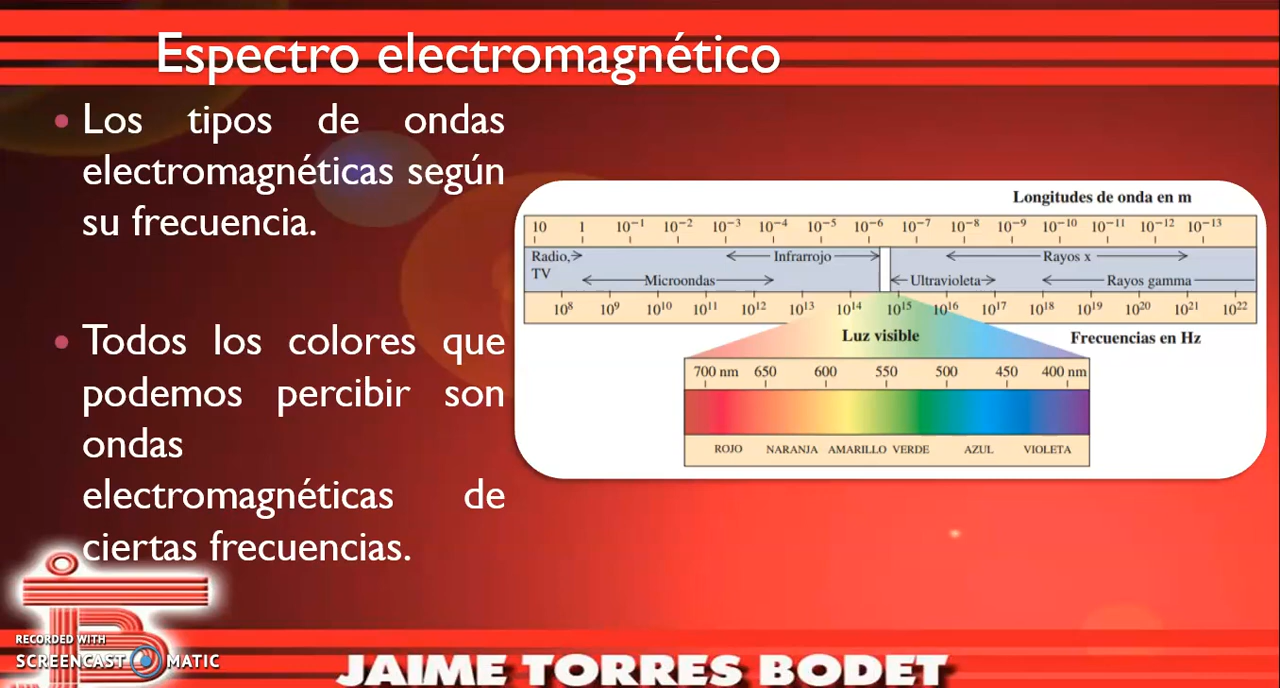 Espectro electromagnético
• Los tipos de ondas
electromagnéticas según
su frecuencia.
• Todos los colores que
podemos percibir son
ondas
electromagnéticas de
ciertas frecuencias.
Longitudes de onda en m
10 1 10⁻¹ 10⁻² 10⁻³ 10⁻⁴ 10⁻⁵ 10⁻⁶ 10⁻⁷ 10⁻⁸ 10⁻⁹ 10⁻¹⁰ 10⁻¹¹ 10⁻¹² 10⁻¹³
Radio, Infrarrojo Rayos x
TV Microondas Ultravioleta Rayos gamma
10⁸ 10⁹ 10¹⁰ 10¹¹ 10¹² 10¹³ 10¹⁴ 10¹⁵ 10¹⁶ 10¹⁷ 10¹⁸ 10¹⁹ 10²⁰ 10²¹ 10²²
Luz visible Frecuencias en Hz
700 nm 650 600 550 500 450 400 nm
ROJO NARANJA AMARILLO VERDE AZUL VIOLETA
RECORDED WITH
SCREENCAST MATIC
JAIME TORRES BODET